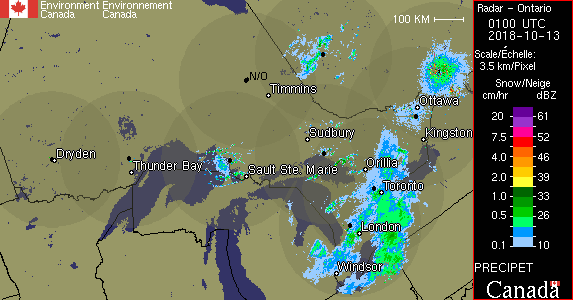 Environment Environnement
Canada Canada
100 KM
N/O
Timmins
Ottawa
Sudbury
Kingston
Dryden
Thunder Bay
Sault Ste. Marie
Orillia
Toronto
London
Windsor
Radar - Ontario
0100 UTC
2018-10-13
Scale/Échelle:
3.5 km/Pixel
Snow/Neige
cm/hr dBZ
20 61
7.5 52
4.0 46
2.0 39
1.0 33
0.5 26
0.1 10
PRECIPET
Canada